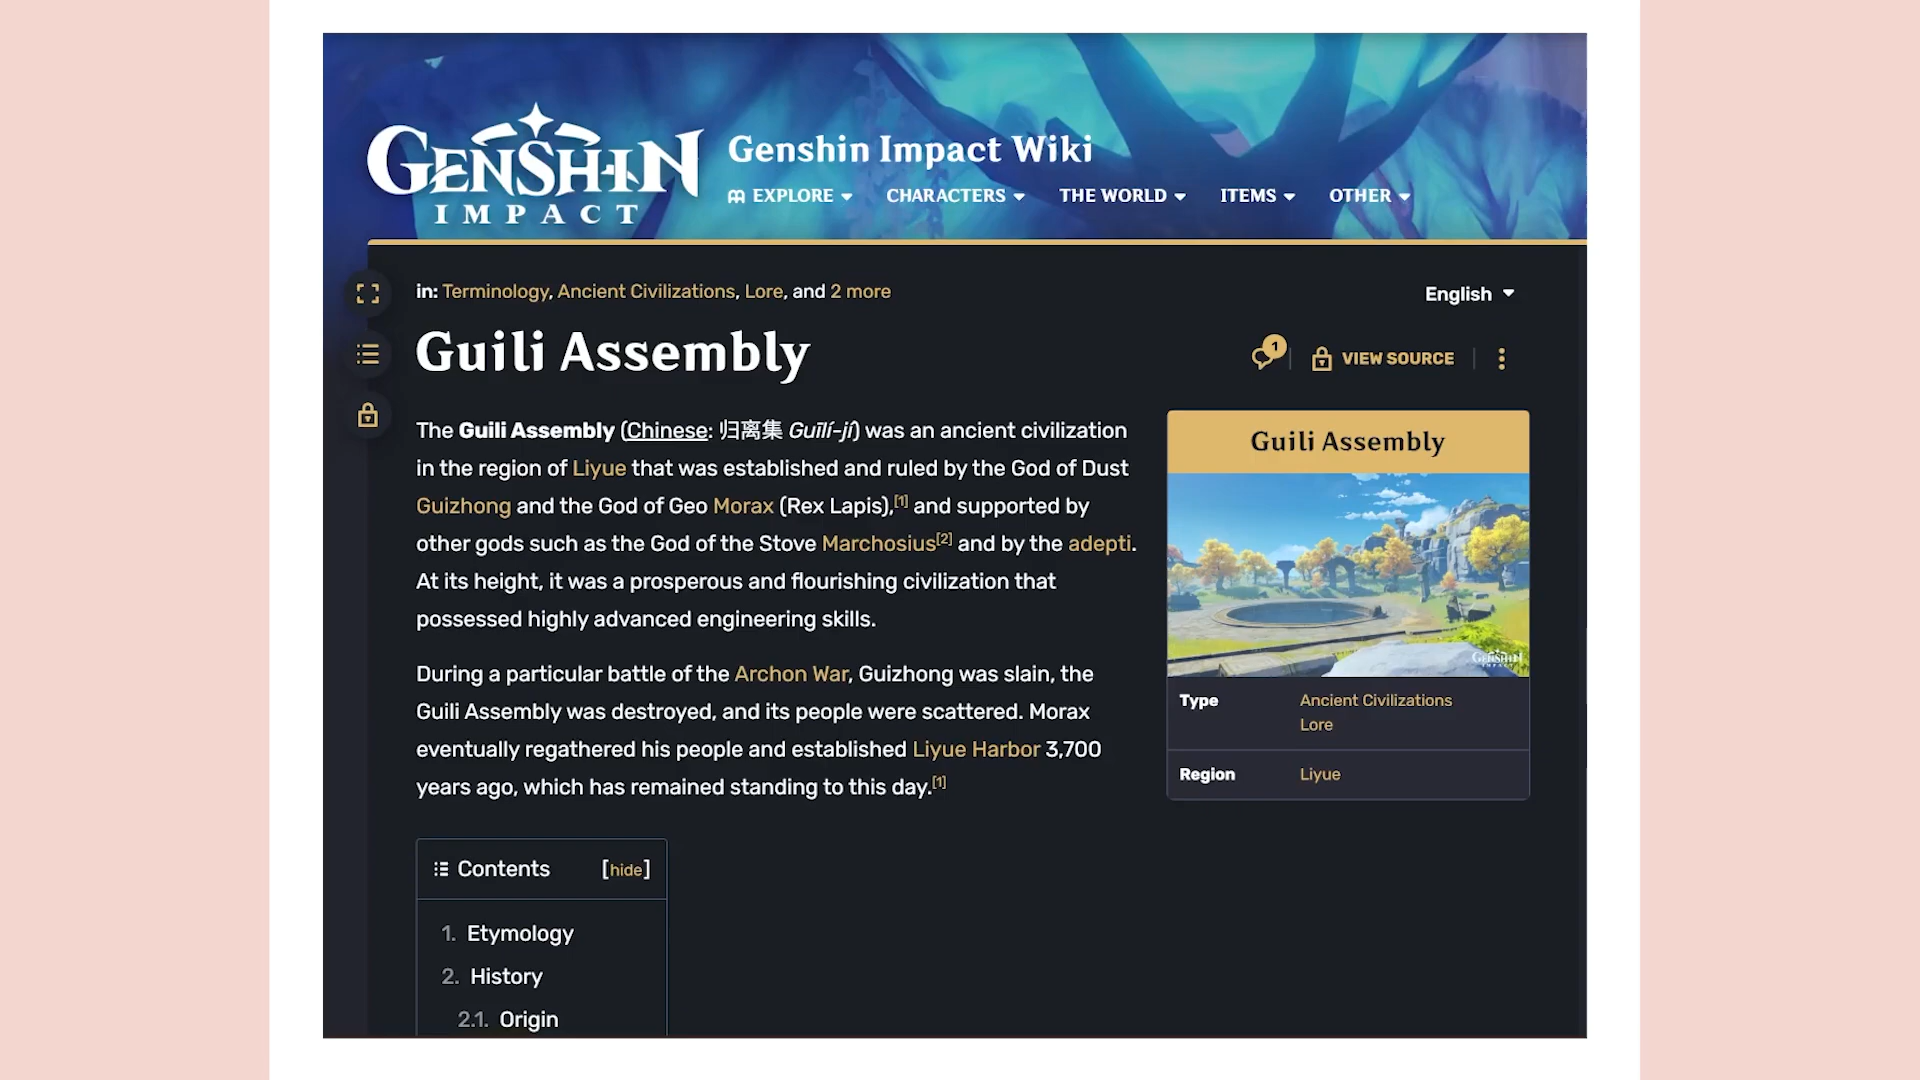 GENSHIN
IMPACT
Genshin Impact Wiki
EXPLORE CHARACTERS THE WORLD ITEMS OTHER
in: Terminology, Ancient Civilizations, Lore, and 2 more
English
Guili Assembly
1
VIEW SOURCE
The Guili Assembly (Chinese: 归离集 Guīlí-jí) was an ancient civilization
in the region of Liyue that was established and ruled by the God of Dust
Guizhong and the God of Geo Morax (Rex Lapis),[1] and supported by
other gods such as the God of the Stove Marchosius[2] and by the adepti.
At its height, it was a prosperous and flourishing civilization that
possessed highly advanced engineering skills.
During a particular battle of the Archon War, Guizhong was slain, the
Guili Assembly was destroyed, and its people were scattered. Morax
eventually regathered his people and established Liyue Harbor 3,700
years ago, which has remained standing to this day.[1]
Guili Assembly
GENSHIN
IMPACT
Type Ancient Civilizations
Lore
Region Liyue
Contents [hide]
1. Etymology
2. History
2.1. Origin